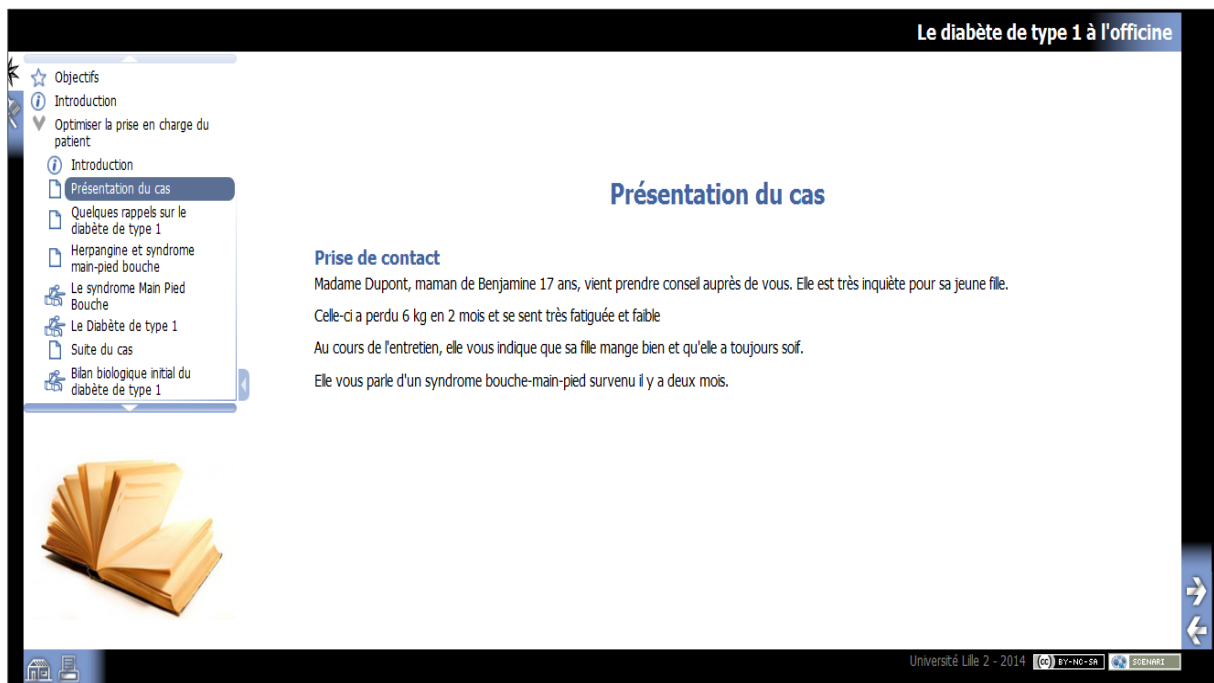 Le diabète de type 1 à l'officine
Objectifs
Introduction
Optimiser la prise en charge du
patient
Introduction
Présentation du cas
Quelques rappels sur le
diabète de type 1
Herpangine et syndrome
main-pied bouche
Le syndrome Main Pied
Bouche
Le Diabète de type 1
Suite du cas
Bilan biologique initial du
diabète de type 1
Présentation du cas
Prise de contact
Madame Dupont, maman de Benjamine 17 ans, vient prendre conseil auprès de vous. Elle est très inquiète pour sa jeune fille.
Celle-ci a perdu 6 kg en 2 mois et se sent très fatiguée et faible
Au cours de l'entretien, elle vous indique que sa fille mange bien et qu'elle a toujours soif.
Elle vous parle d'un syndrome bouche-main-pied survenu il y a deux mois.
Université Lille 2 - 2014 (cc) BY-NC-SA SCENARI